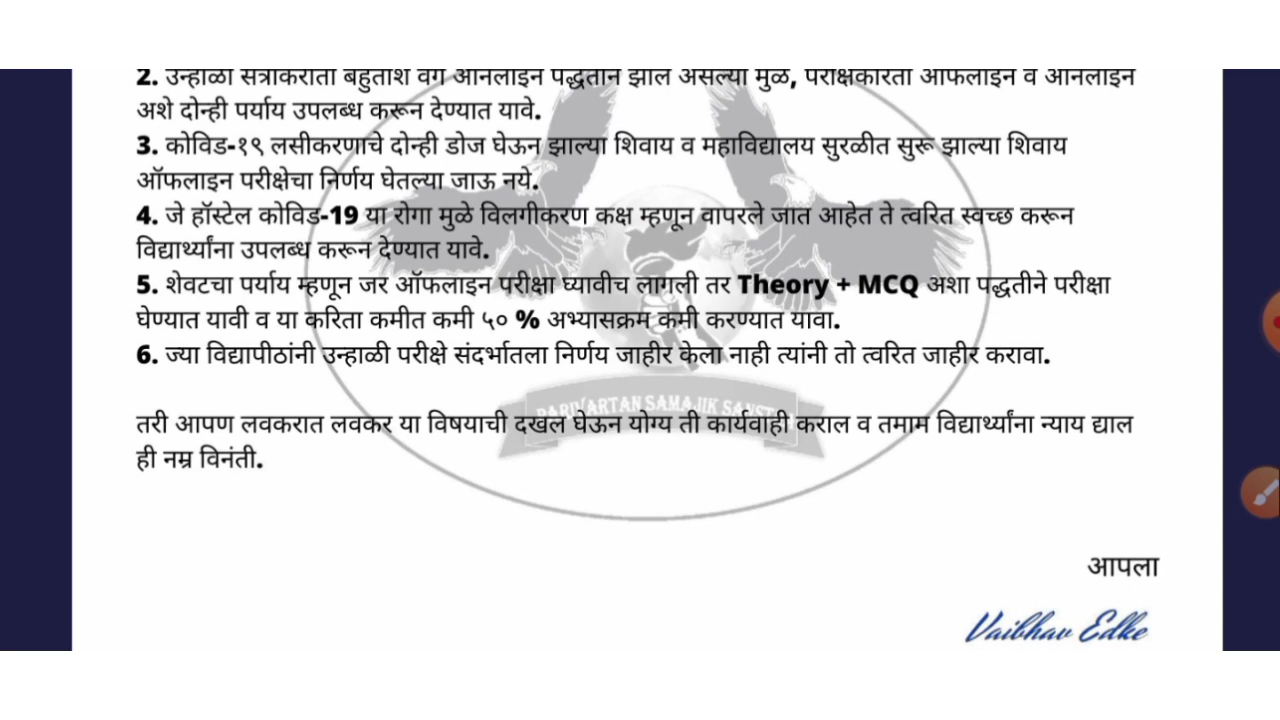 2. उन्हाळी सत्राकरीता बहुतांश वर्ग ऑनलाइन पद्धतीने झाले असल्या मुळे, परीक्षेकरिता ऑफलाइन व ऑनलाइन
अशे दोन्ही पर्याय उपलब्ध करून देण्यात यावे.
3. कोविड-१९ लसीकरणाचे दोन्ही डोज घेऊन झाल्या शिवाय व महाविद्यालय सुरळीत सुरू झाल्या शिवाय
ऑफलाइन परीक्षेचा निर्णय घेतल्या जाऊ नये.
4. जे हॉस्टेल कोविड-19 या रोगा मुळे विलगीकरण कक्ष म्हणून वापरले जात आहेत ते त्वरित स्वच्छ करून
विद्यार्थ्यांना उपलब्ध करून देण्यात यावे.
5. शेवटचा पर्याय म्हणून जर ऑफलाइन परीक्षा घ्यावीच लागली तर Theory + MCQ अशा पद्धतीने परीक्षा
घेण्यात यावी व या करिता कमीत कमी ५० % अभ्यासक्रम कमी करण्यात यावा.
6. ज्या विद्यापीठांनी उन्हाळी परीक्षे संदर्भातला निर्णय जाहीर केला नाही त्यांनी तो त्वरित जाहीर करावा.
SAMAJIK
तरी आपण लवकरात लवकर या विषयाची दखल घेऊन योग्य ती कार्यवाही कराल व तमाम विद्यार्थ्यांना न्याय द्याल
ही नम्र विनंती.
आपला
Vaibhav Edke